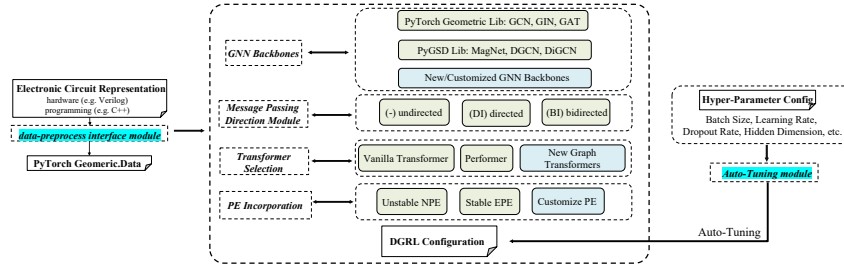 Electronic Circuit Representation
hardware (e.g. Verilog)
programming (e.g. C++)
data-preprocess interface module
PyTorch Geomeric.Data
GNN Backbones
PyTorch Geometric Lib: GCN, GIN, GAT
PyGSD Lib: MagNet, DGCN, DiGCN
New/Customized GNN Backbones
Message Passing
Direction Module
(-) undirected
(DI) directed
(BI) bidirected
Transformer
Selection
Vanilla Transformer
Performer
New Graph
Transformers
PE Incorporation
Unstable NPE
Stable EPE
Customize PE
DGRL Configuration
Hyper-Parameter Config
Batch Size, Learning Rate,
Dropout Rate, Hidden Dimension, etc.
Auto-Tuning module
Auto-Tuning